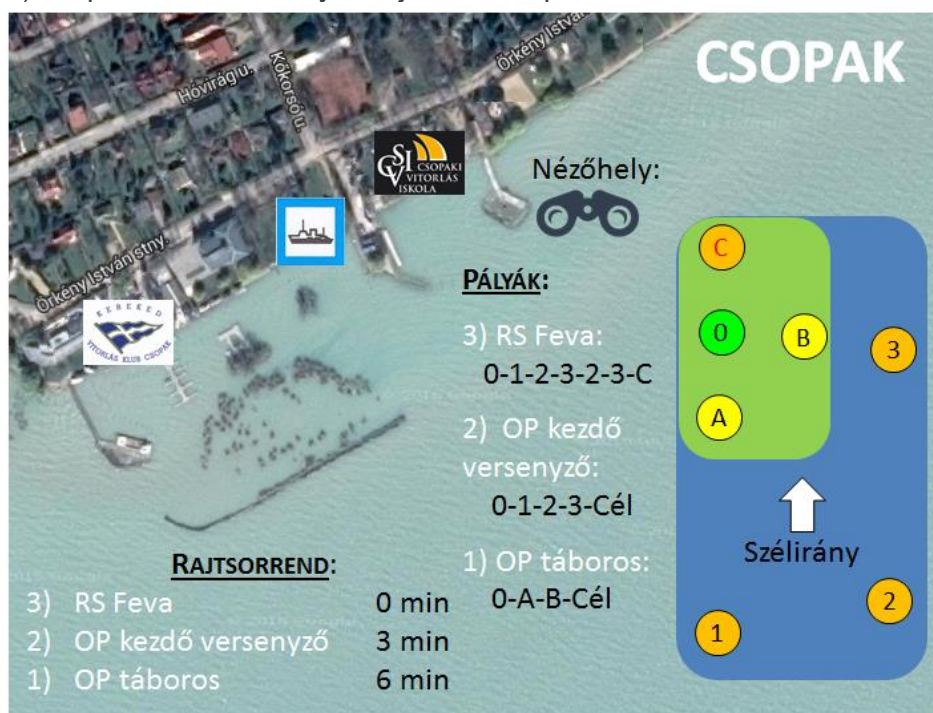 CSOPAK
Hóvirág u.
Kőkorsó u.
Örkény István
Örkény István stny.
CSVI CSOPAKI
VITORLÁS
ISKOLA
KEREKED
VITORLÁS KLUB CSOPAK
Nézőhely:
PÁLYÁK:
3) RS Feva:
0-1-2-3-2-3-C
2) OP kezdő
versenyző:
0-1-2-3-Cél
1) OP táboros:
0-A-B-Cél
C
0
B
3
A
Szélirány
2
1
RAJTSORREND:
3) RS Feva 0 min
2) OP kezdő versenyző 3 min
1) OP táboros 6 min